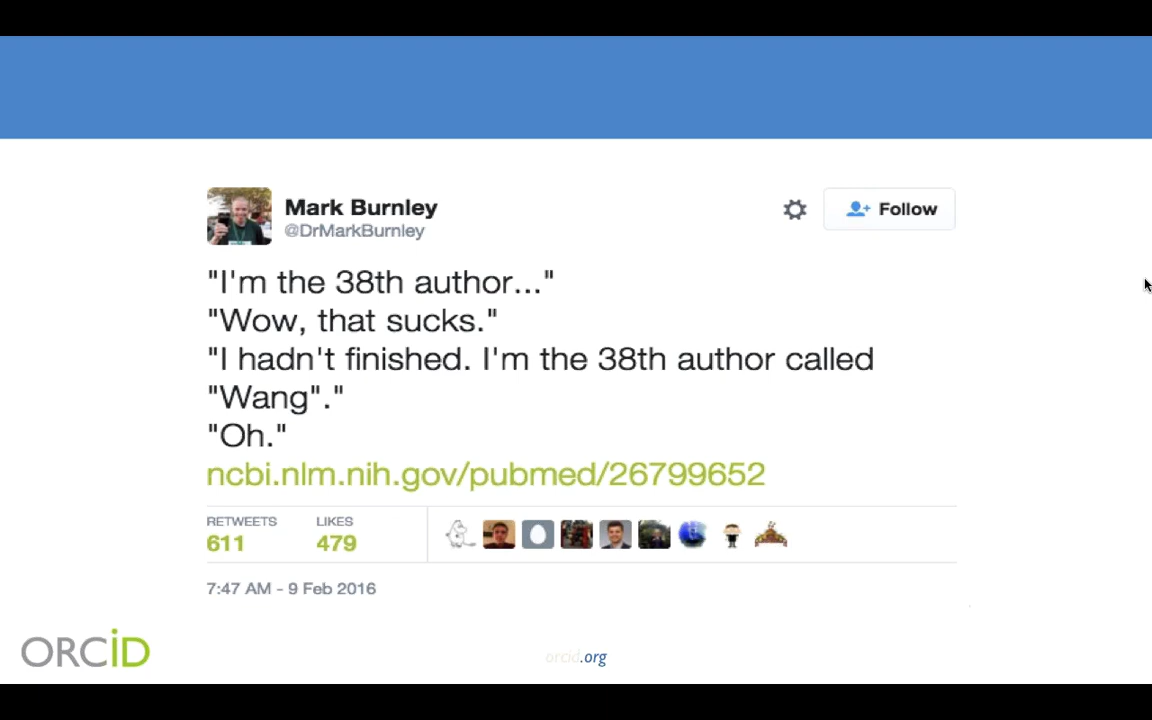 Mark Burnley
@DrMarkBurnley
Follow
"I'm the 38th author..."
"Wow, that sucks."
"I hadn't finished. I'm the 38th author called
"Wang"."
"Oh."
ncbi.nlm.nih.gov/pubmed/26799652
RETWEETS LIKES
611 479
7:47 AM - 9 Feb 2016
ORCiD
orcid.org